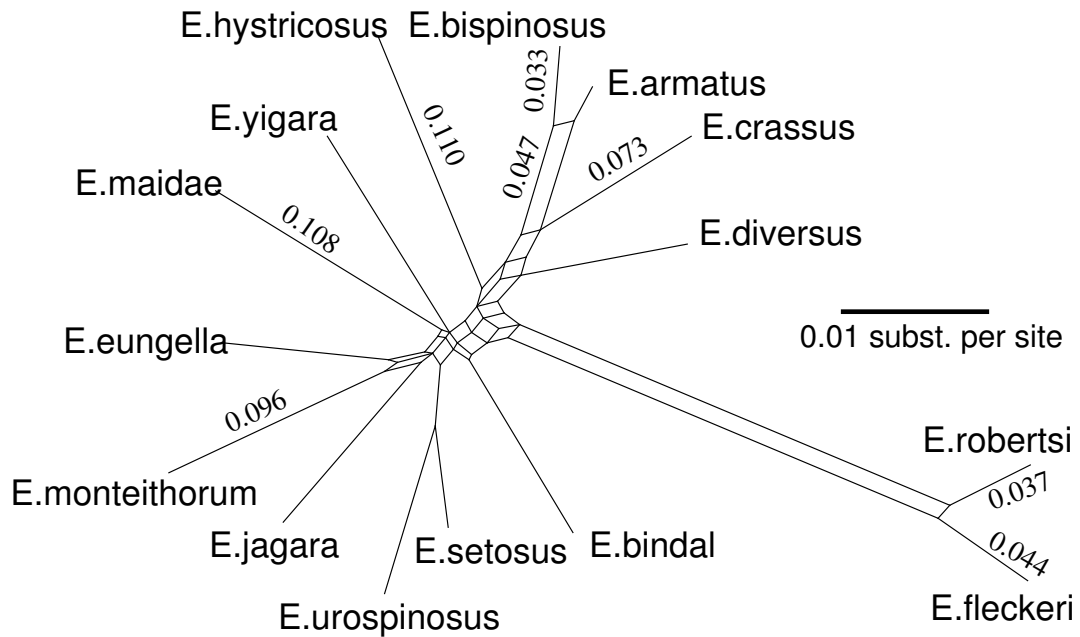 E.hystricosus
E.bispinosus
0.033
E.armatus
E.yigara
0.110
E.crassus
0.047
0.073
E.maidae
0.108
E.diversus
E.eungella
0.01 subst. per site
0.096
E.robertsi
0.037
E.monteithorum
E.jagara
E.setosus
E.bindal
0.044
E.urospinosus
E.fleckeri